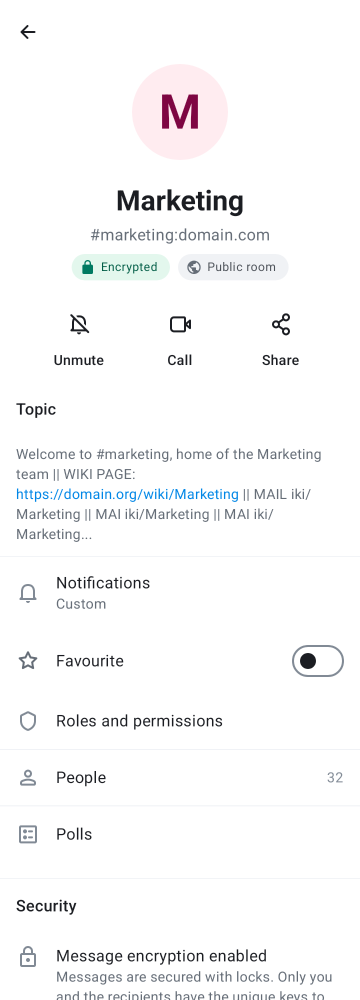 M
Marketing
#marketing:domain.com
Encrypted
Public room
Unmute
Call
Share
Topic
Welcome to #marketing, home of the Marketing
team || WIKI PAGE:
https://domain.org/wiki/Marketing || MAIL iki/
Marketing || MAI iki/Marketing || MAI iki/
Marketing...
Notifications
Custom
Favourite
Roles and permissions
People
32
Polls
Security
Message encryption enabled
Messages are secured with locks. Only you
and the recipients have the unique keys to